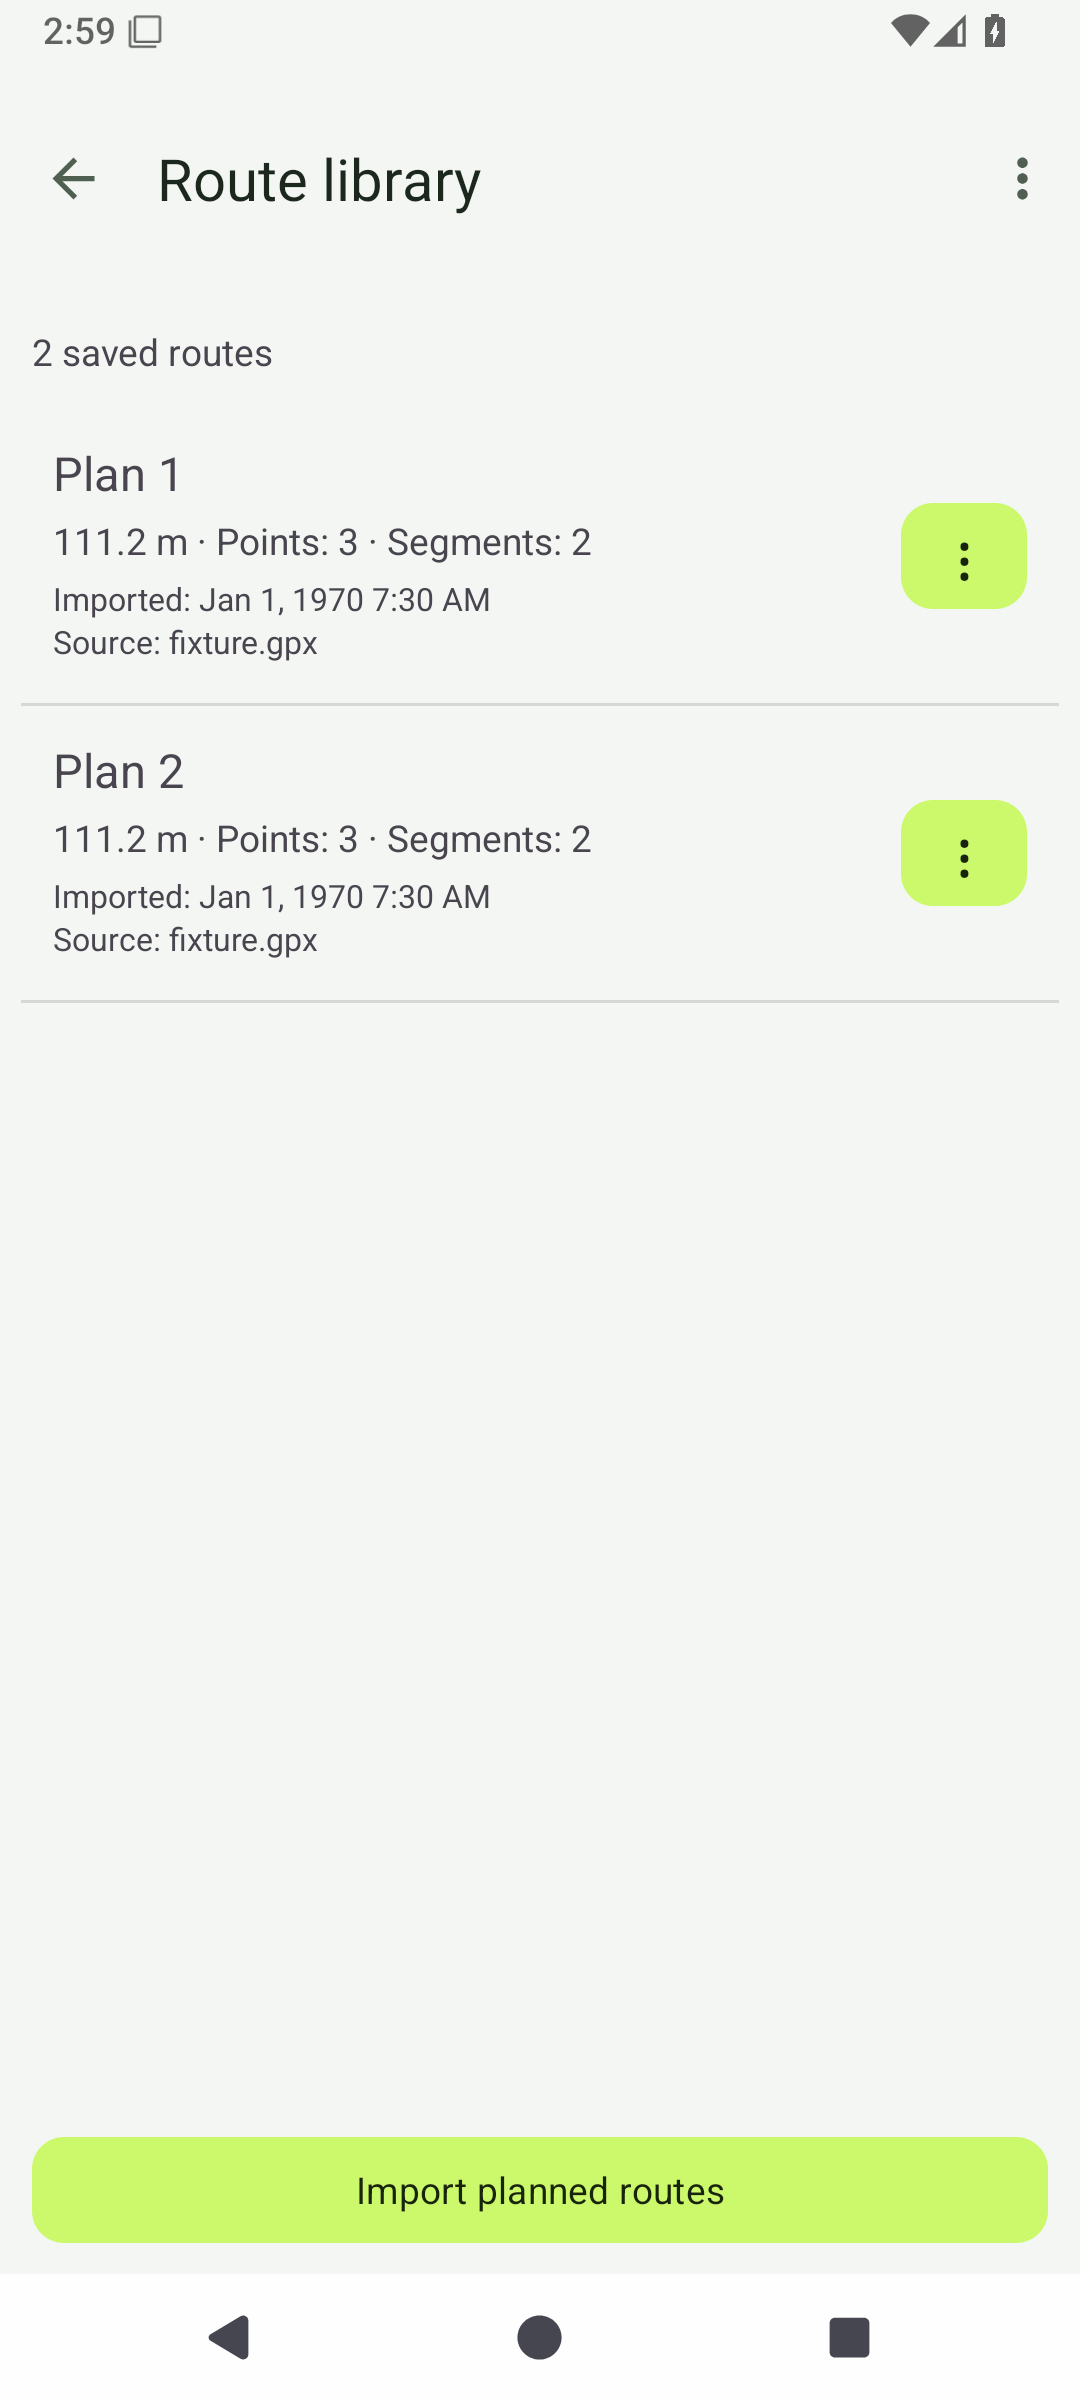 2:59
Route library
2 saved routes
Plan 1
111.2 m · Points: 3 · Segments: 2
Imported: Jan 1, 1970 7:30 AM
Source: fixture.gpx
Plan 2
111.2 m · Points: 3 · Segments: 2
Imported: Jan 1, 1970 7:30 AM
Source: fixture.gpx
Import planned routes